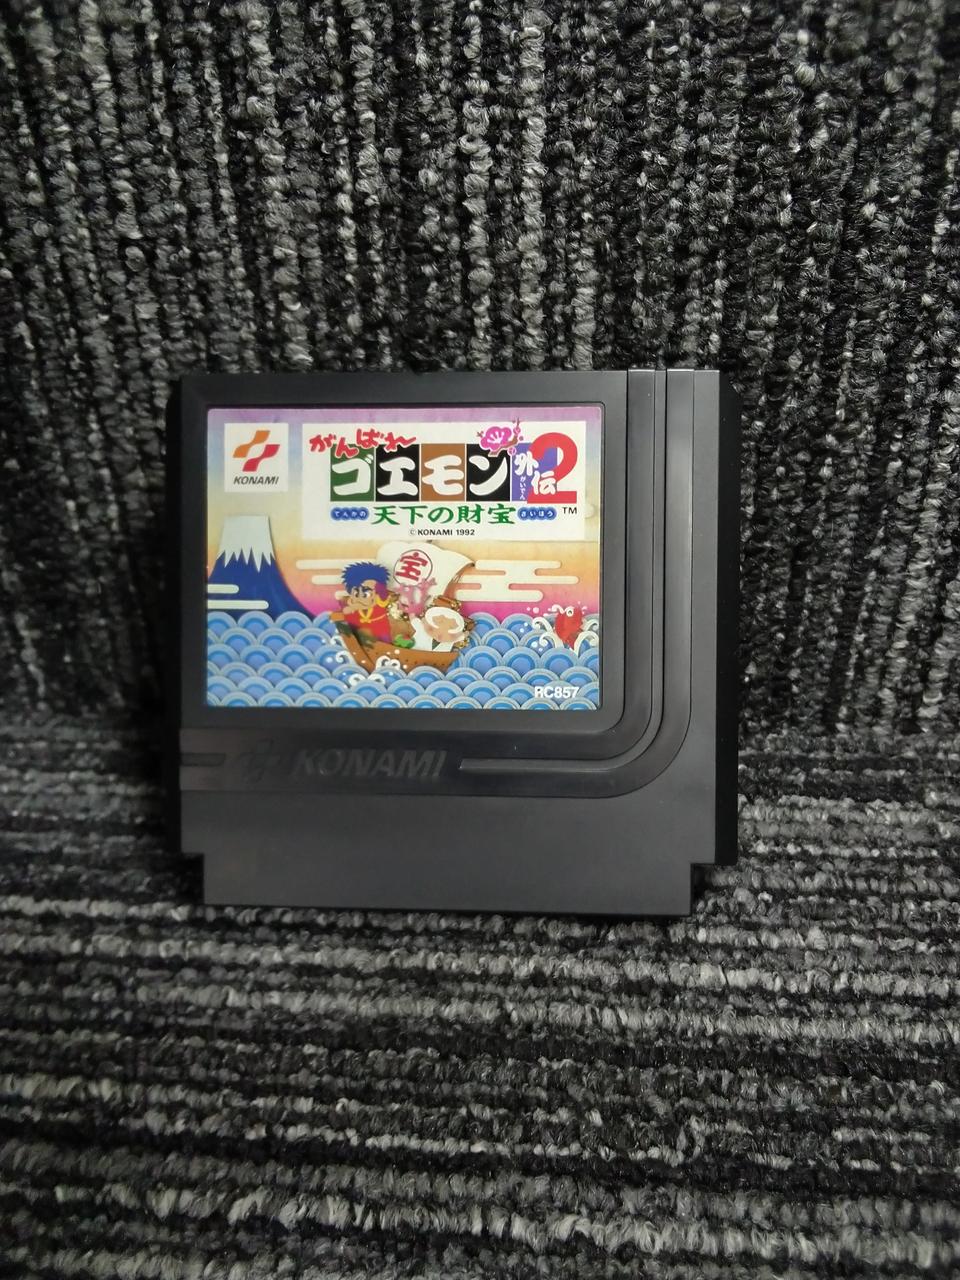 KONAMI
がんばれ
ゴエモン
外伝2
がいでん
てんかの 天下の財宝 ざいほう TM
© KONAMI 1992
宝
RC857
KONAMI